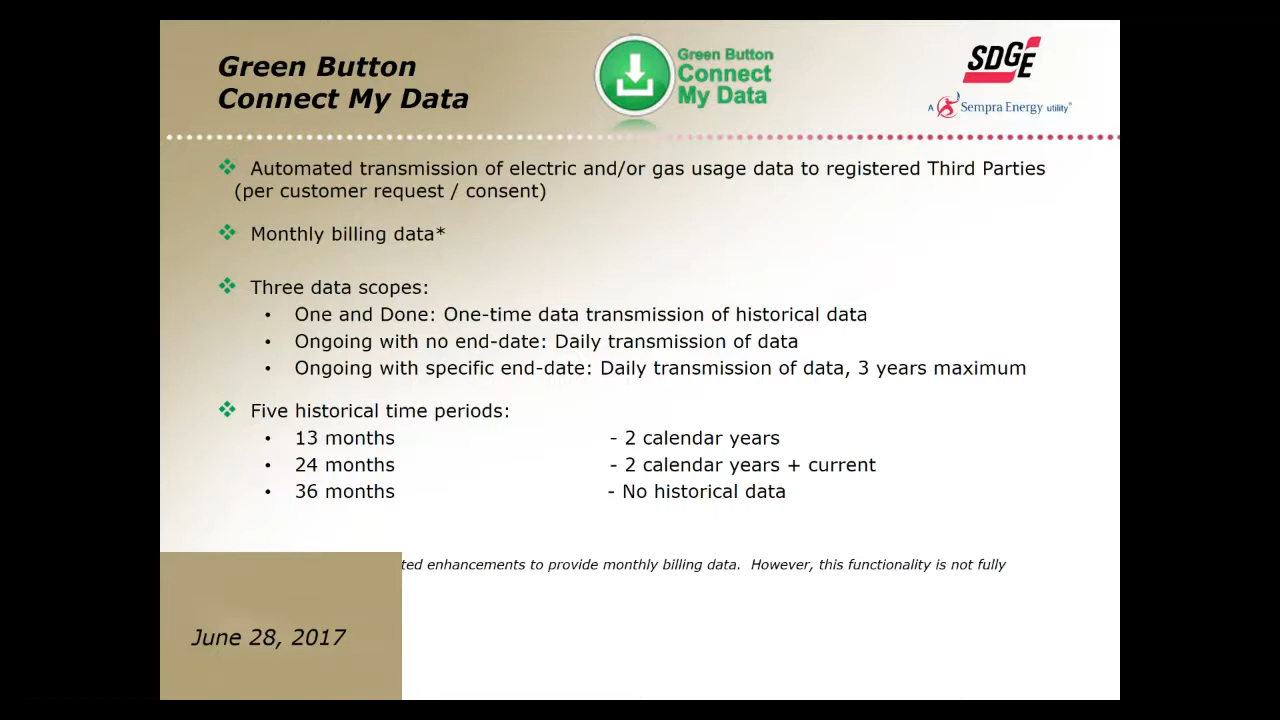 Green Button
Connect My Data
Green Button
Connect
My Data
SDGE
A Sempra Energy utility®
Automated transmission of electric and/or gas usage data to registered Third Parties
(per customer request / consent)
Monthly billing data*
Three data scopes:
• One and Done: One-time data transmission of historical data
• Ongoing with no end-date: Daily transmission of data
• Ongoing with specific end-date: Daily transmission of data, 3 years maximum
Five historical time periods:
• 13 months - 2 calendar years
• 24 months - 2 calendar years + current
• 36 months - No historical data
enhancements to provide monthly billing data. However, this functionality is not fully
June 28, 2017